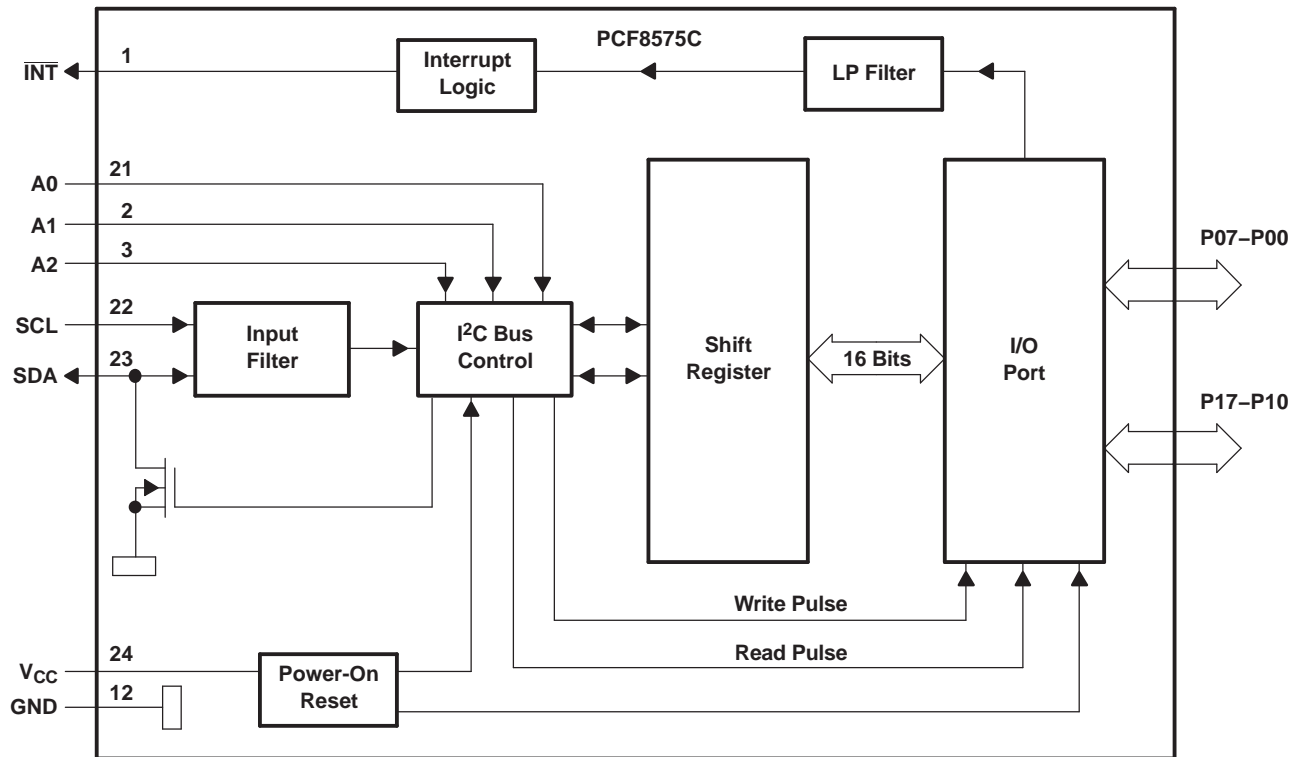 PCF8575C
1
INT
Interrupt
Logic
LP Filter
21
A0
2
A1
3
A2
22
SCL
23
SDA
Input
Filter
I2C Bus
Control
Shift
Register
16 Bits
I/O
Port
P07–P00
P17–P10
Write Pulse
Read Pulse
24
VCC
12
GND
Power-On
Reset